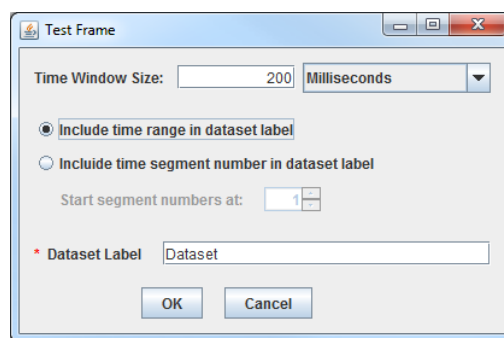 Test Frame
Time Window Size: 200 Milliseconds
Include time range in dataset label
Incluide time segment number in dataset label
Start segment numbers at: 1
* Dataset Label Dataset
OK Cancel